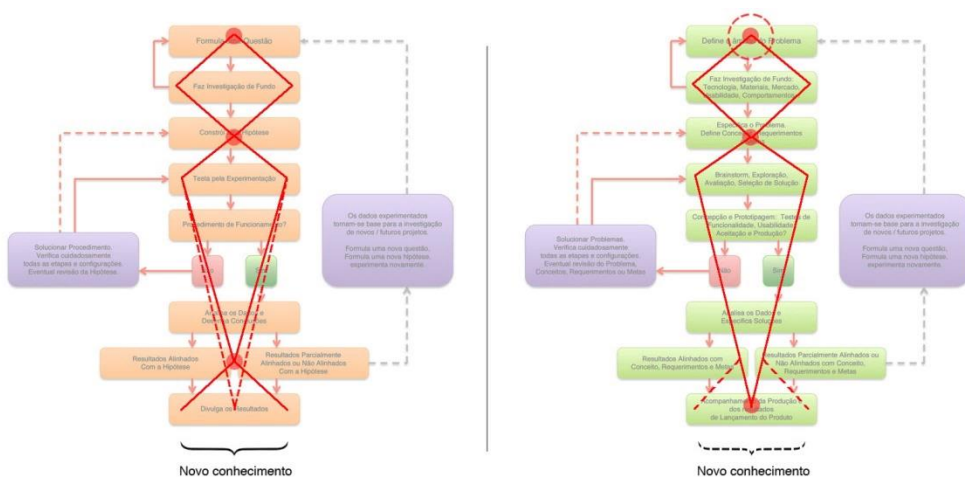 Formula Questão
Faz Investigação de Fundo
Constrói Hipótese
Testa pela Experimentação
Procedimento de Funcionamento?
Solucionar Procedimento.
Verifica cuidadosamente
todas as etapas e configurações.
Eventual revisão da Hipótese.
Não
Sim
Os dados experimentados
tornam-se base para a investigação
de novos / futuros projetos.
Formula uma nova questão,
Formula uma nova hipótese,
experimenta novamente.
Analisa os Dados e
Desenha Conclusões
Resultados Alinhados
Com a Hipótese
Resultados Parcialmente
Alinhados ou Não Alinhados
Com a Hipótese
Divulga os Resultados
Novo conhecimento
Define o âmbito do Problema
Faz Investigação de Fundo:
Tecnologia, Materiais, Mercado,
Usabilidade, Comportamentos
Especifica o Problema
Define Conceito, Requerimentos
Brainstorm, Exploração,
Avaliação, Seleção de Solução.
Concepção e Prototipagem: Testes de
Funcionalidade, Usabilidade,
Aceitação e Produção?
Solucionar Problemas.
Verifica cuidadosamente
todas as etapas e configurações.
Eventual revisão do Problema,
Conceitos, Requerimentos ou Metas
Não
Sim
Os dados experimentados
tornam-se base para a investigação
de novos / futuros projetos.
Formula uma nova questão,
Formula uma nova hipótese,
experimenta novamente.
Analisa os Dados e
Especifica Soluções
Resultados Alinhados com
Conceito, Requerimentos e Metas
Resultados Parcialmente Alinhados ou
Não Alinhados com Conceito,
Requerimentos e Metas
Acompanhamento da Produção e
dos
de Lançamento do Produto
Novo conhecimento